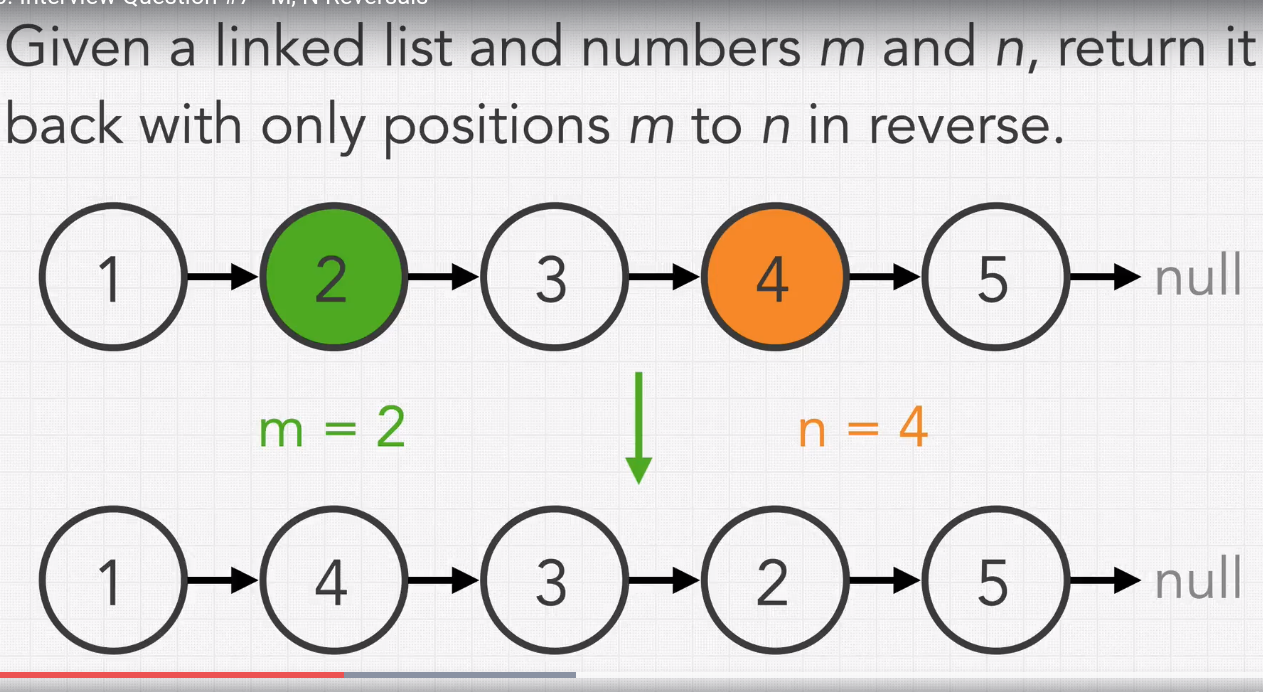 Interview Question #7 - M, N Reversals
Given a linked list and numbers m and n, return it
back with only positions m to n in reverse.
1 2 3 4 5 null
m = 2 n = 4
1 4 3 2 5 null